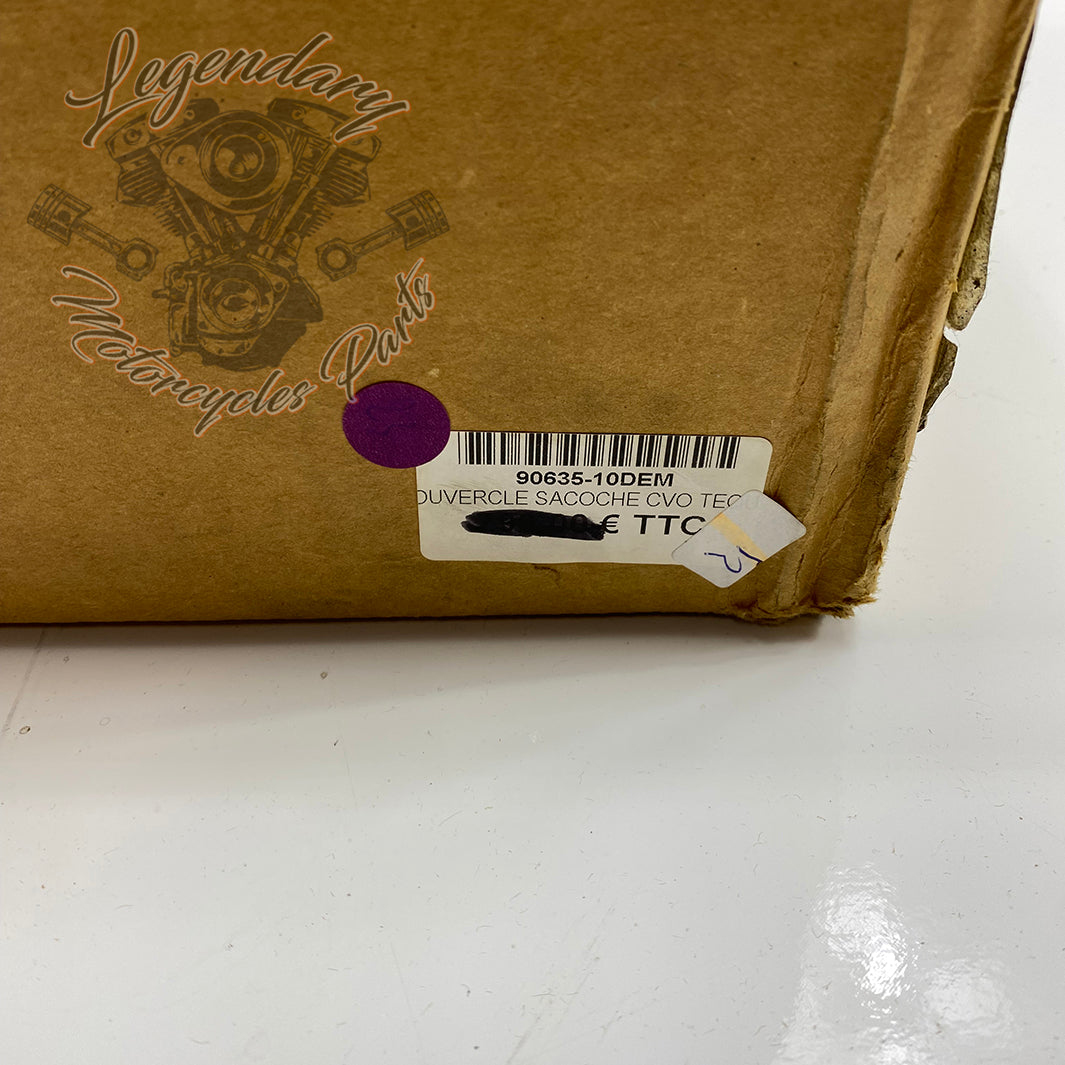 Legendary
Motorcycles Parts
90635-10DEM
OUVERCLE SACOCHE CVO TEC
€ TTC